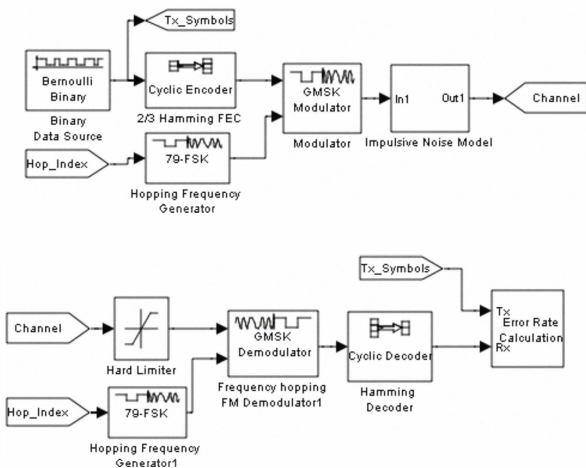 Tx_Symbols
Bernoulli
Binary
Binary
Data Source
Cyclic Encoder
2/3 Hamming FEC
GMSK
Modulator
Modulator
In1 Out1
Impulsive Noise Model
Channel
Hop_Index
79-FSK
Hopping Frequency
Generator
Tx_Symbols
Channel
Hard Limiter
GMSK
Demodulator
Frequency hopping
FM Demodulator1
Cyclic Decoder
Hamming
Decoder
Tx
Error Rate
Calculation
Rx
Hop_Index
79-FSK
Hopping Frequency
Generator1